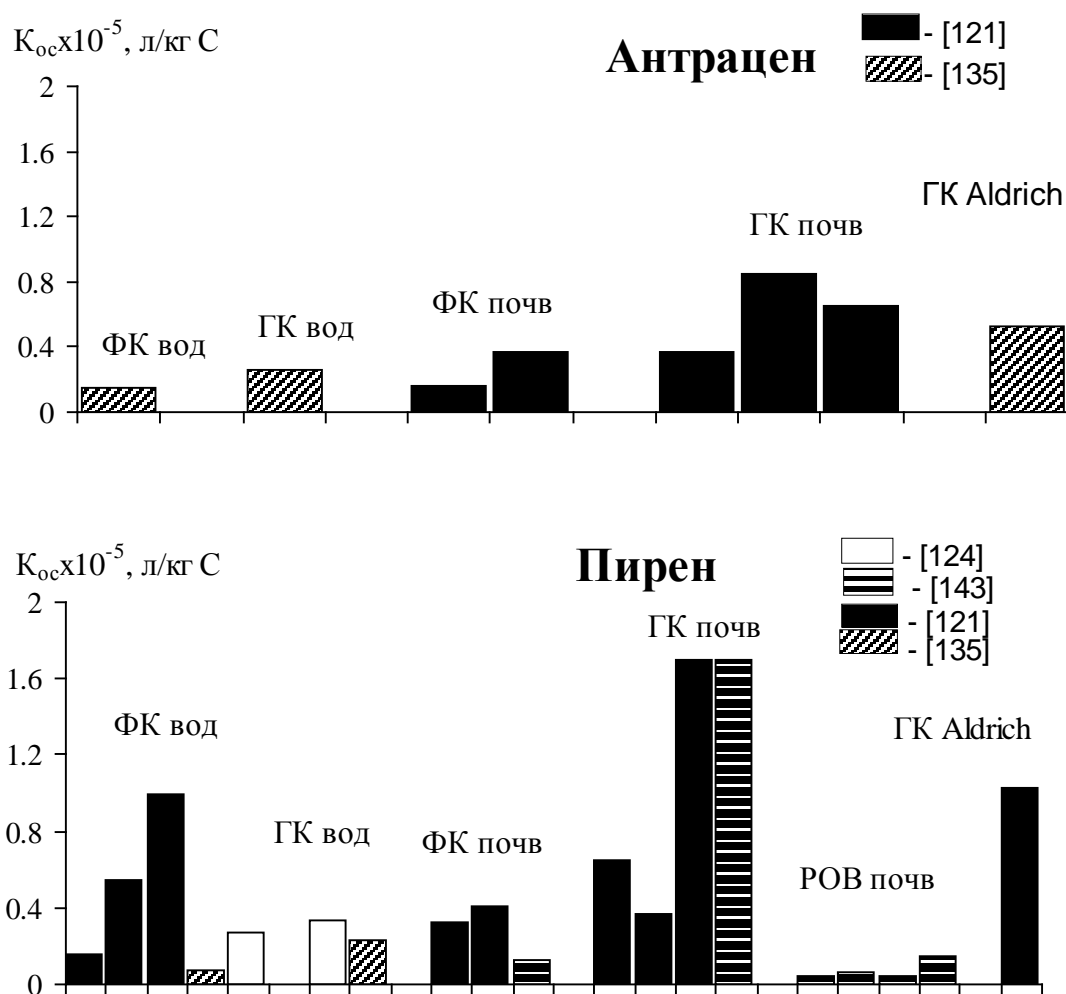 Kocx10-5, л/кг С
Антрацен
- [121]
- [135]
2
1.6
1.2
0.8
0.4
0
ФК вод
ГК вод
ФК почв
ГК почв
ГК Aldrich
Kocx10-5, л/кг С
Пирен
- [124]
- [143]
- [121]
- [135]
2
1.6
1.2
0.8
0.4
0
ФК вод
ГК вод
ФК почв
ГК почв
РОВ почв
ГК Aldrich